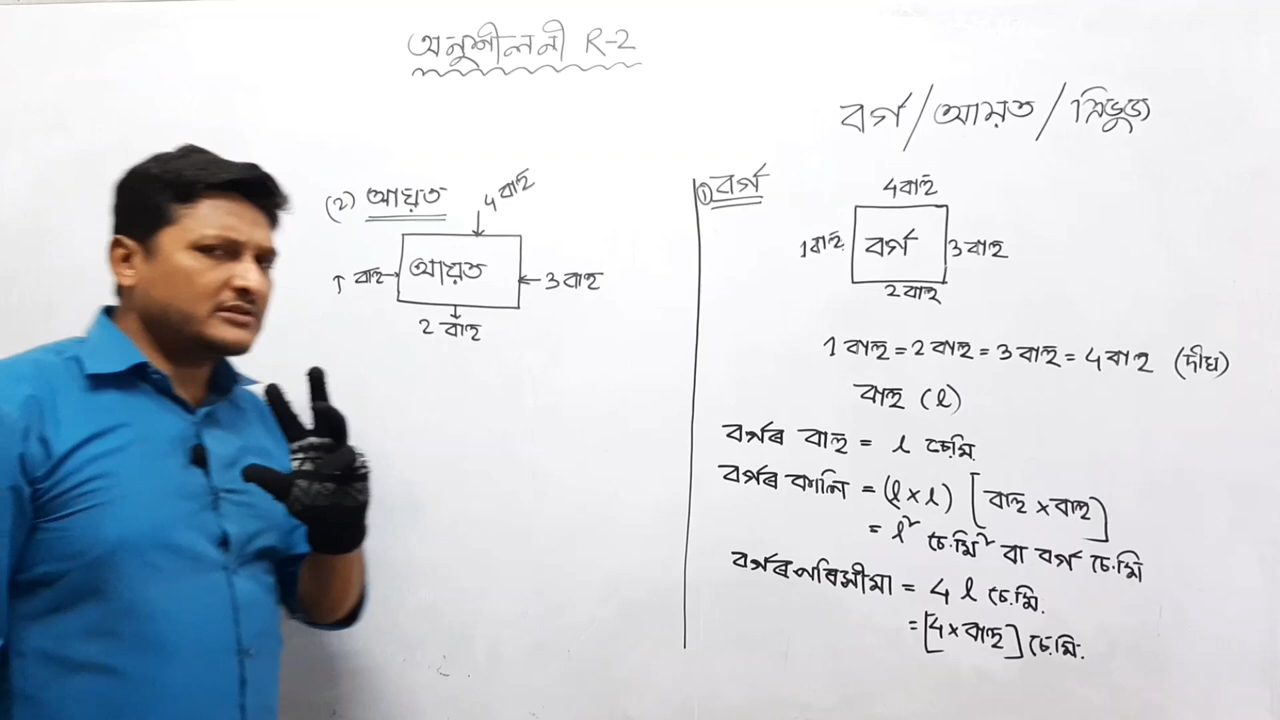 অনুশীলনী R-2
বৰ্গ/আয়ত/ত্ৰিভুজ
(2) আয়ত
4 বাহু
আয়ত
1 বাহু
3 বাহু
2 বাহু
① বৰ্গ
4 বাহু
1 বাহু
বৰ্গ
3 বাহু
2 বাহু
1 বাহু = 2 বাহু = 3 বাহু = 4 বাহু (দীঘ)
বাহু (l)
বৰ্গৰ বাহু = l চে.মি.
বৰ্গৰ কালি = (l × l) [বাহু × বাহু]
= l² চে.মি² বা বৰ্গ চে.মি
বৰ্গৰ পৰিসীমা = 4 l চে.মি.
= [4 × বাহু] চে.মি.